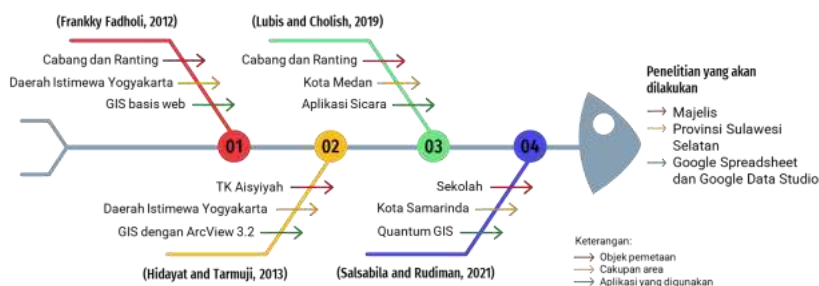 (Frankky Fadholi, 2012)
Cabang dan Ranting
Daerah Istimewa Yogyakarta
GIS basis web
(Lubis and Cholish, 2019)
Cabang dan Ranting
Kota Medan
Aplikasi Sicara
01
02
03
04
TK Aisyiyah
Daerah Istimewa Yogyakarta
GIS dengan ArcView 3.2
(Hidayat and Tarmuji, 2013)
Sekolah
Kota Samarinda
Quantum GIS
(Salsabila and Rudiman, 2021)
Penelitian yang akan
dilakukan
Majelis
Provinsi Sulawesi
Selatan
Google Spreadsheet
dan Google Data Studio
Keterangan:
Objek pemetaan
Cakupan area
Aplikasi yang digunakan